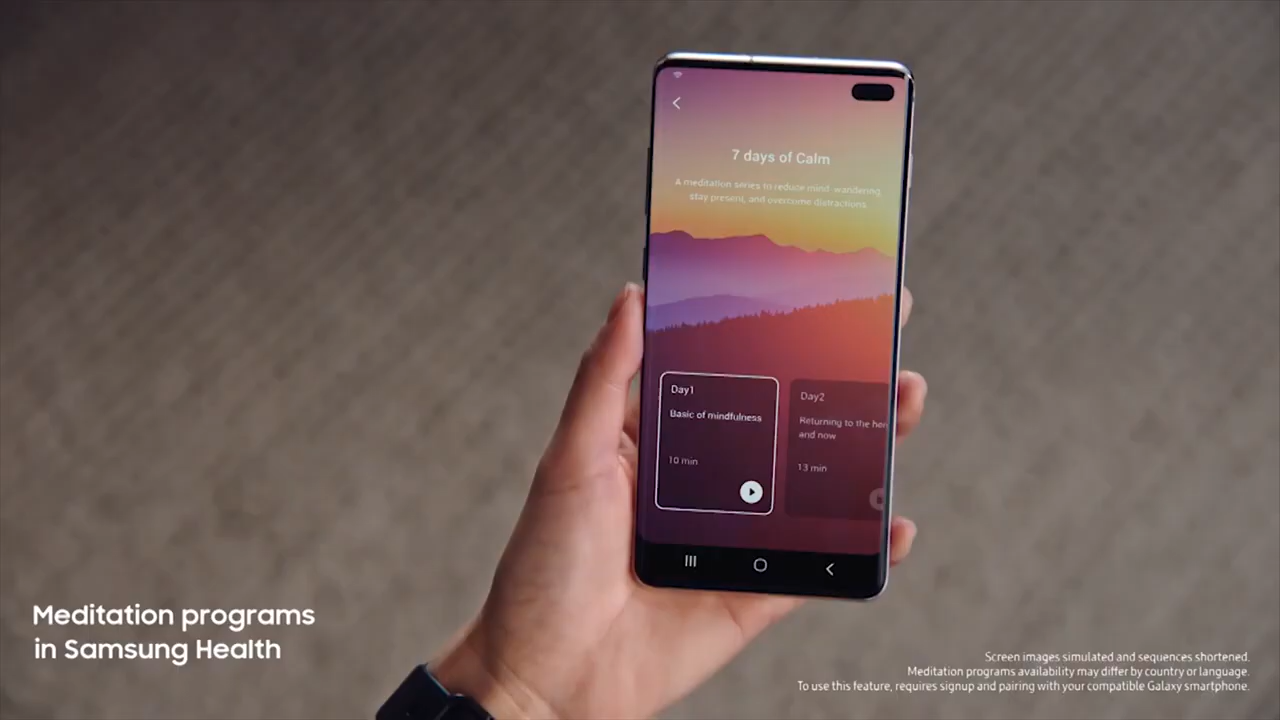 7 days of Calm
A meditation series to reduce mind-wandering,
stay present, and overcome distractions.
Day1
Basic of mindfulness
10 min
Day2
Returning to the her
and now
13 min
Meditation programs
in Samsung Health
Screen images simulated and sequences shortened.
Meditation programs availability may differ by country or language.
To use this feature, requires signup and pairing with your compatible Galaxy smartphone.